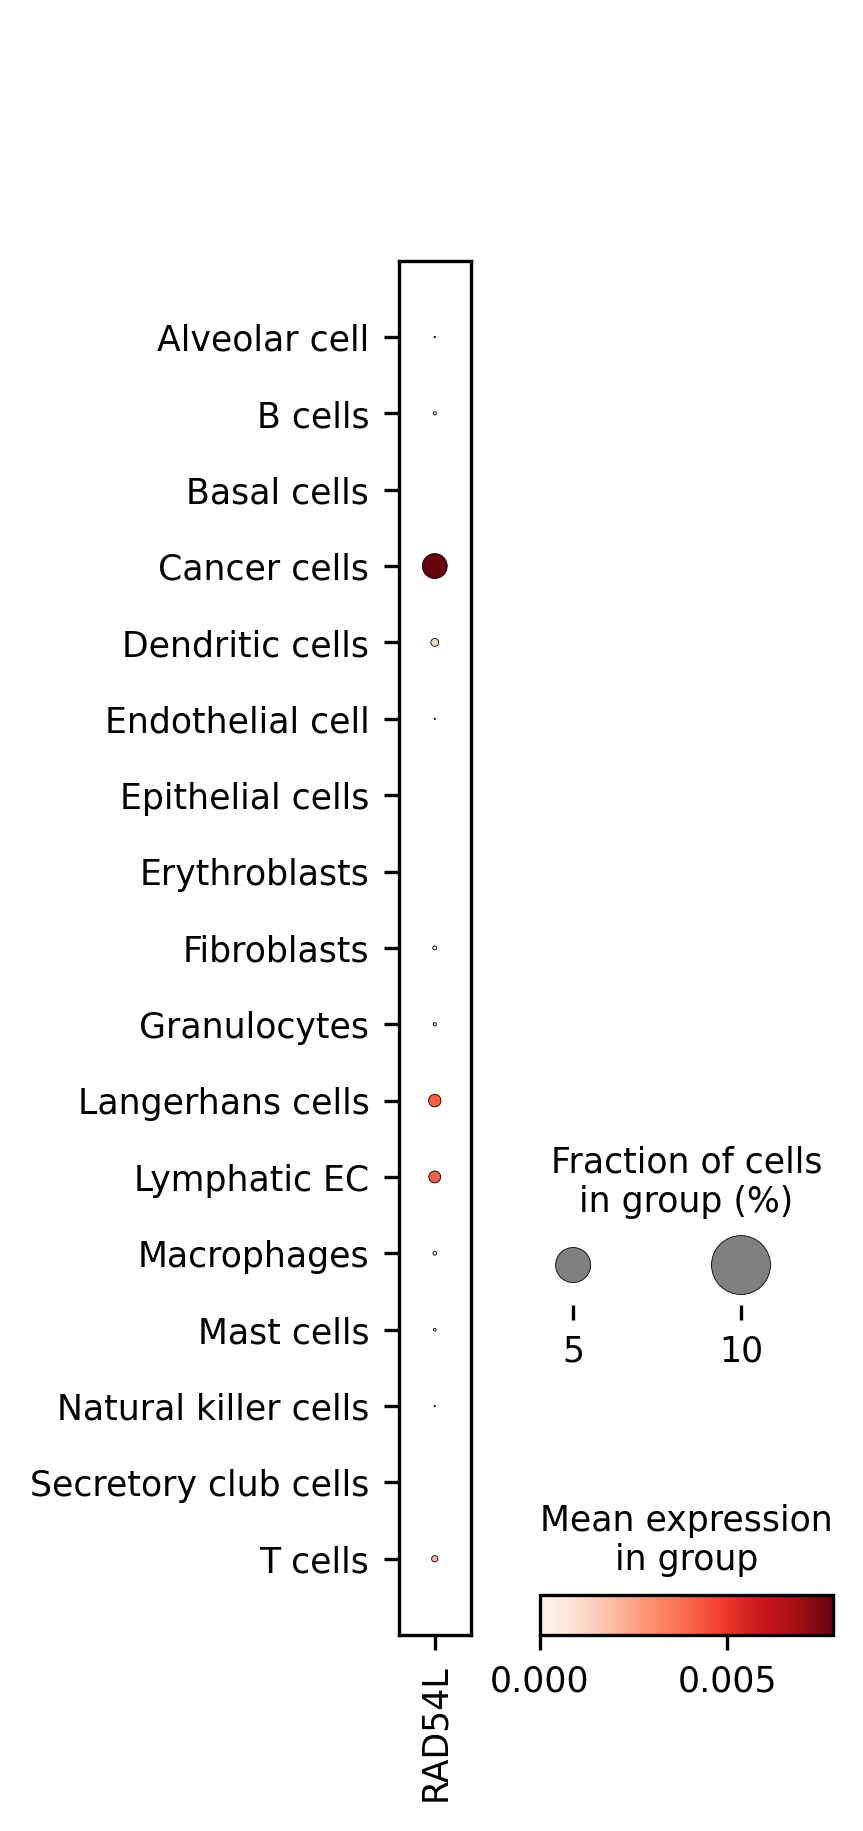 Alveolar cell
B cells
Basal cells
Cancer cells
Dendritic cells
Endothelial cell
Epithelial cells
Erythroblasts
Fibroblasts
Granulocytes
Langerhans cells
Lymphatic EC
Macrophages
Mast cells
Natural killer cells
Secretory club cells
T cells
RAD54L
Fraction of cells
in group (%)
5 10
Mean expression
in group
0.000 0.005